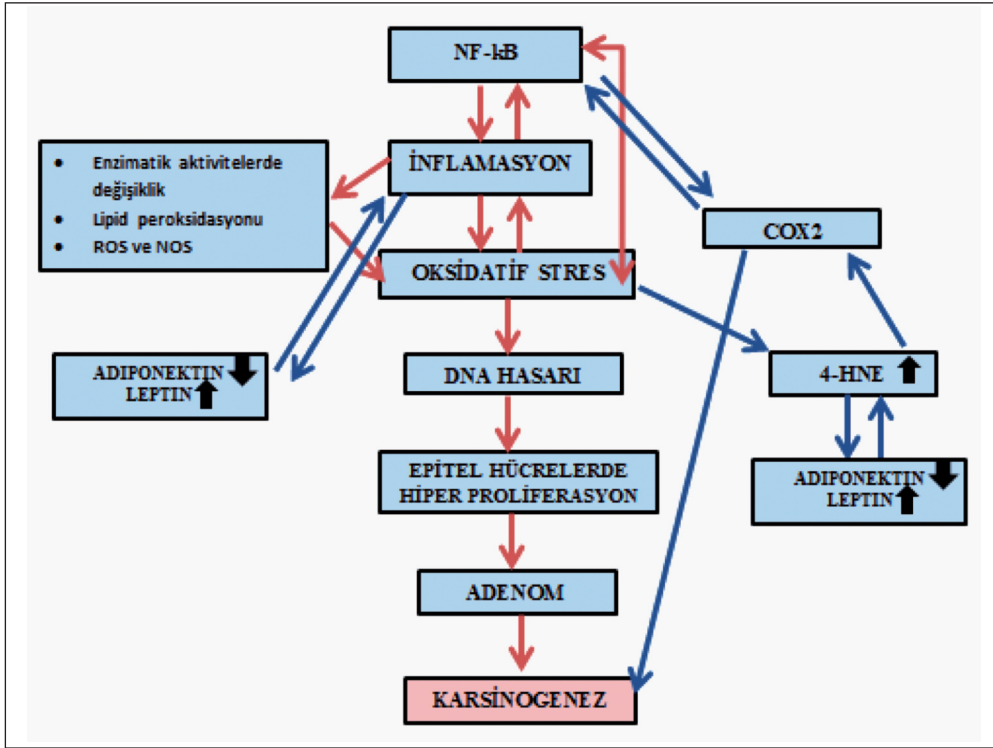 NF-kB
İNFLAMASYON
• Enzimatik aktivitelerde
değişiklik
• Lipid peroksidasyonu
• ROS ve NOS
COX2
OKSİDATİF STRES
ADIPONEKTIN
LEPTIN
DNA HASARI
4-HNE
EPİTEL HÜCRELERDE
HİPER PROLİFERASYON
ADIPONEKTIN
LEPTIN
ADENOM
KARSİNOGENEZ